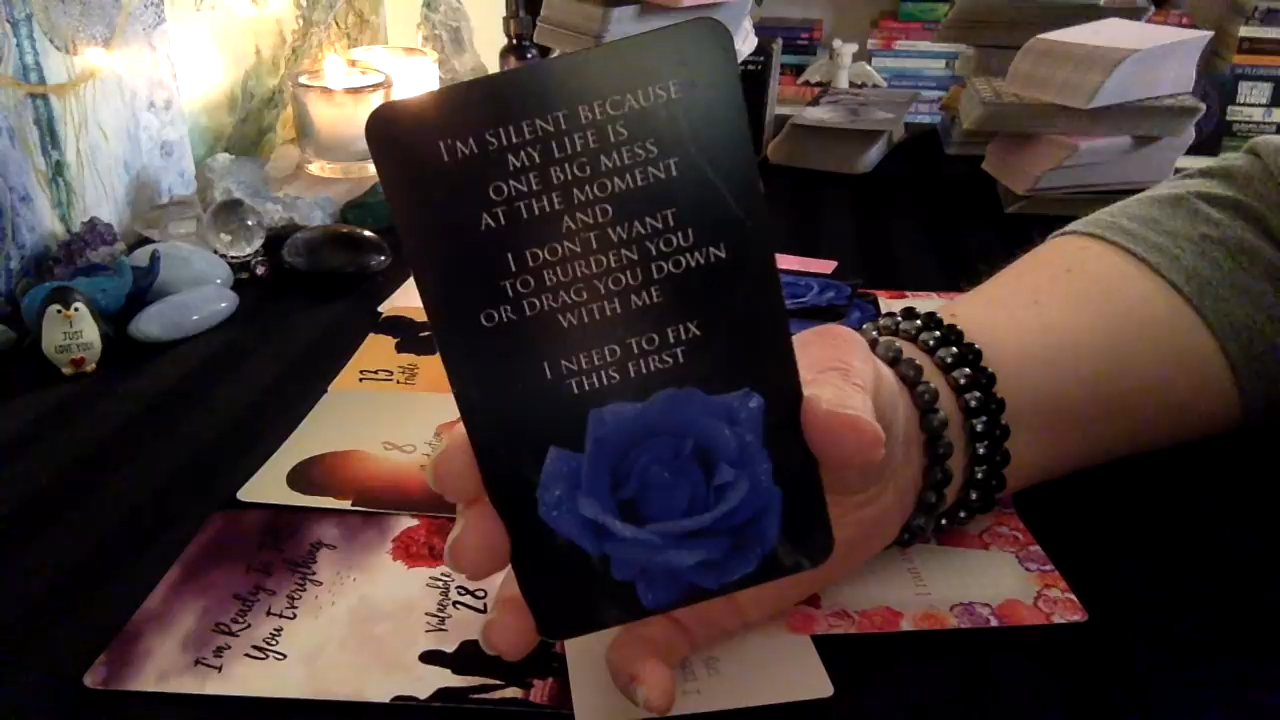 I'M SILENT BECAUSE
MY LIFE IS
ONE BIG MESS
AT THE MOMENT
AND
I DON'T WANT
TO BURDEN YOU
OR DRAG YOU DOWN
WITH ME
I NEED TO FIX
THIS FIRST
I
JUST
LOVE YOU!
13
8
I'm Ready To Tell
You Everything
Vulnerable
28